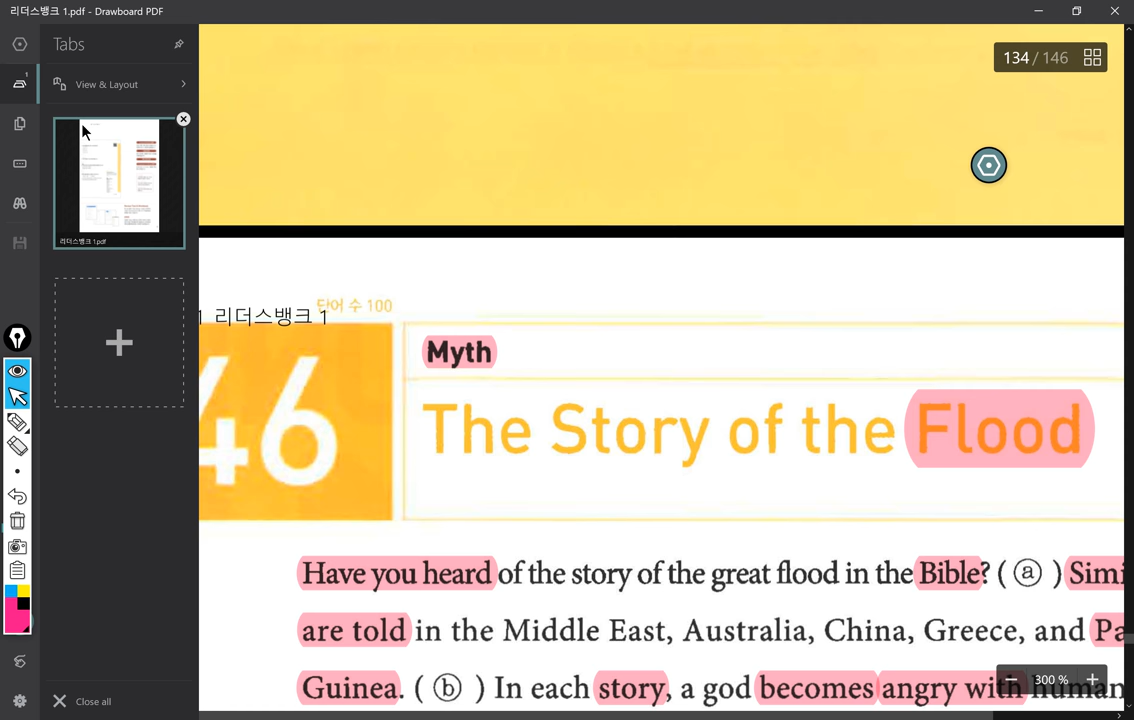 리더스뱅크 1.pdf - Drawboard PDF
Tabs
View & Layout
리더스뱅크 1.pdf
Close all
134 / 146
단어 수 100
1 리더스뱅크 1
46
Myth
The Story of the Flood
Have you heard of the story of the great flood in the Bible? ( ⓐ ) Simi
are told in the Middle East, Australia, China, Greece, and Pa
Guinea. ( ⓑ ) In each story, a god becomes angry with human
300 %